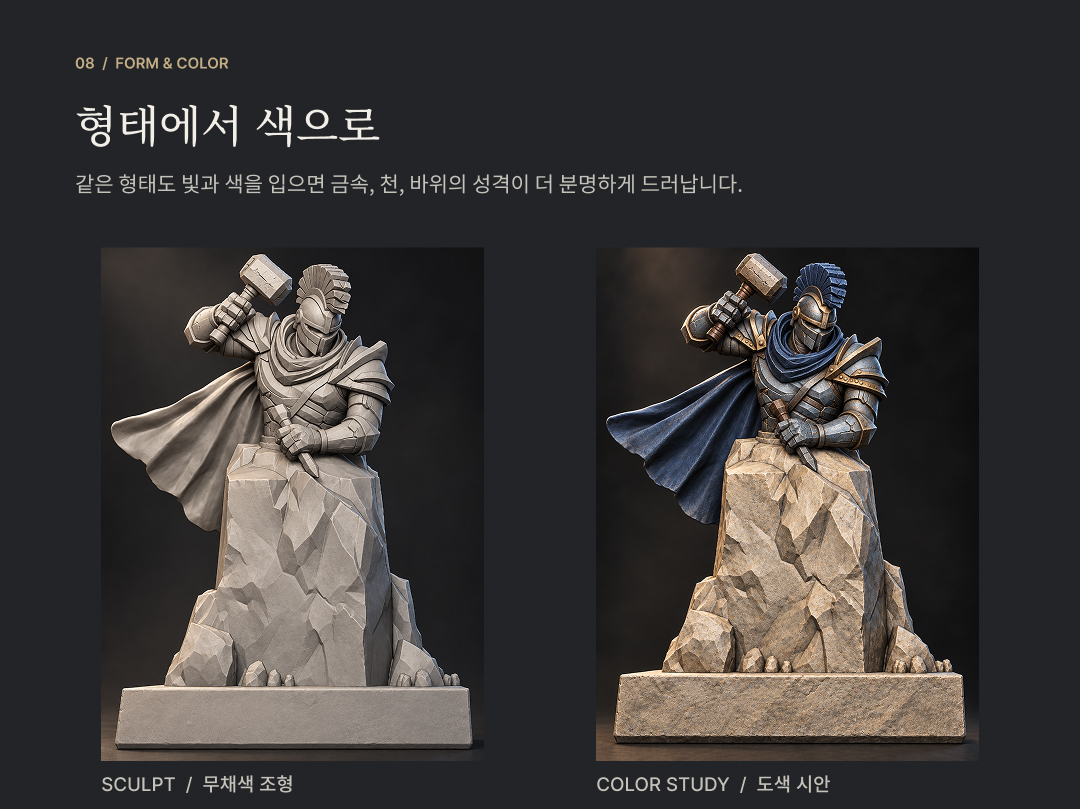 08 / FORM & COLOR
형태에서 색으로
같은 형태도 빛과 색을 입으면 금속, 천, 바위의 성격이 더 분명하게 드러납니다.
SCULPT / 무채색 조형
COLOR STUDY / 도색 시안